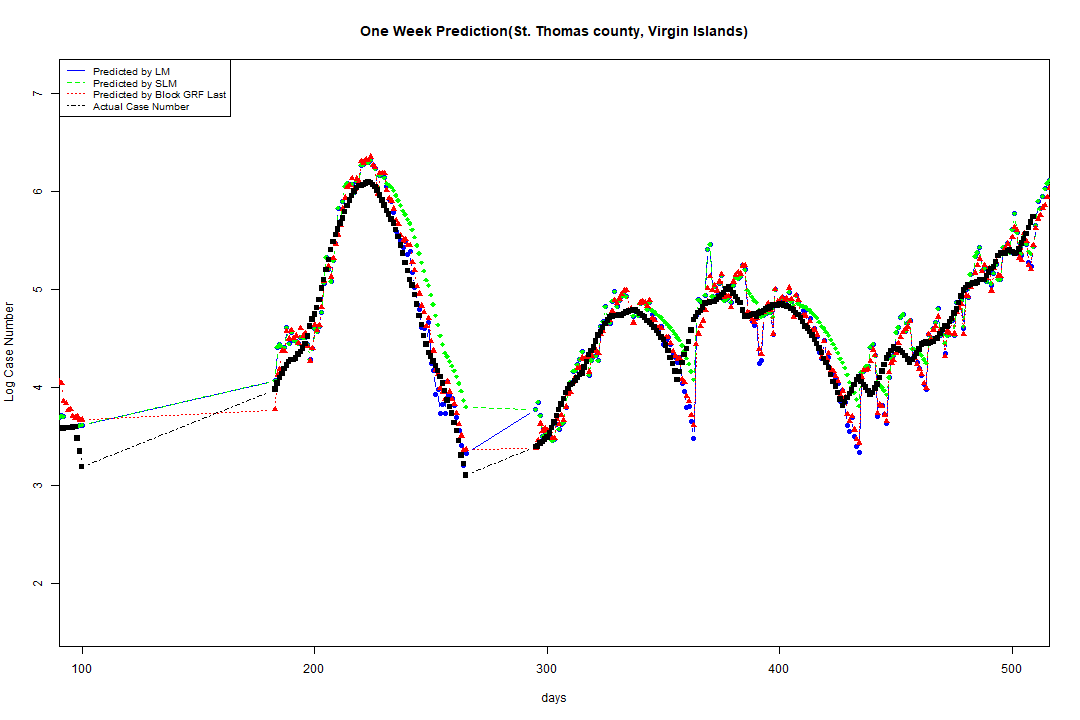 One Week Prediction(St. Thomas county, Virgin Islands)
Predicted by LM
Predicted by SLM
Predicted by Block GRF Last
Actual Case Number
7
6
5
4
3
2
Log Case Number
100 200 300 400 500
days